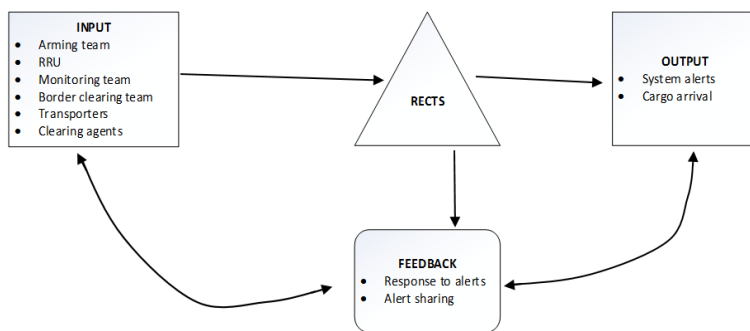 INPUT
• Arming team
• RRU
• Monitoring team
• Border clearing team
• Transporters
• Clearing agents
RECTS
OUTPUT
• System alerts
• Cargo arrival
FEEDBACK
• Response to alerts
• Alert sharing